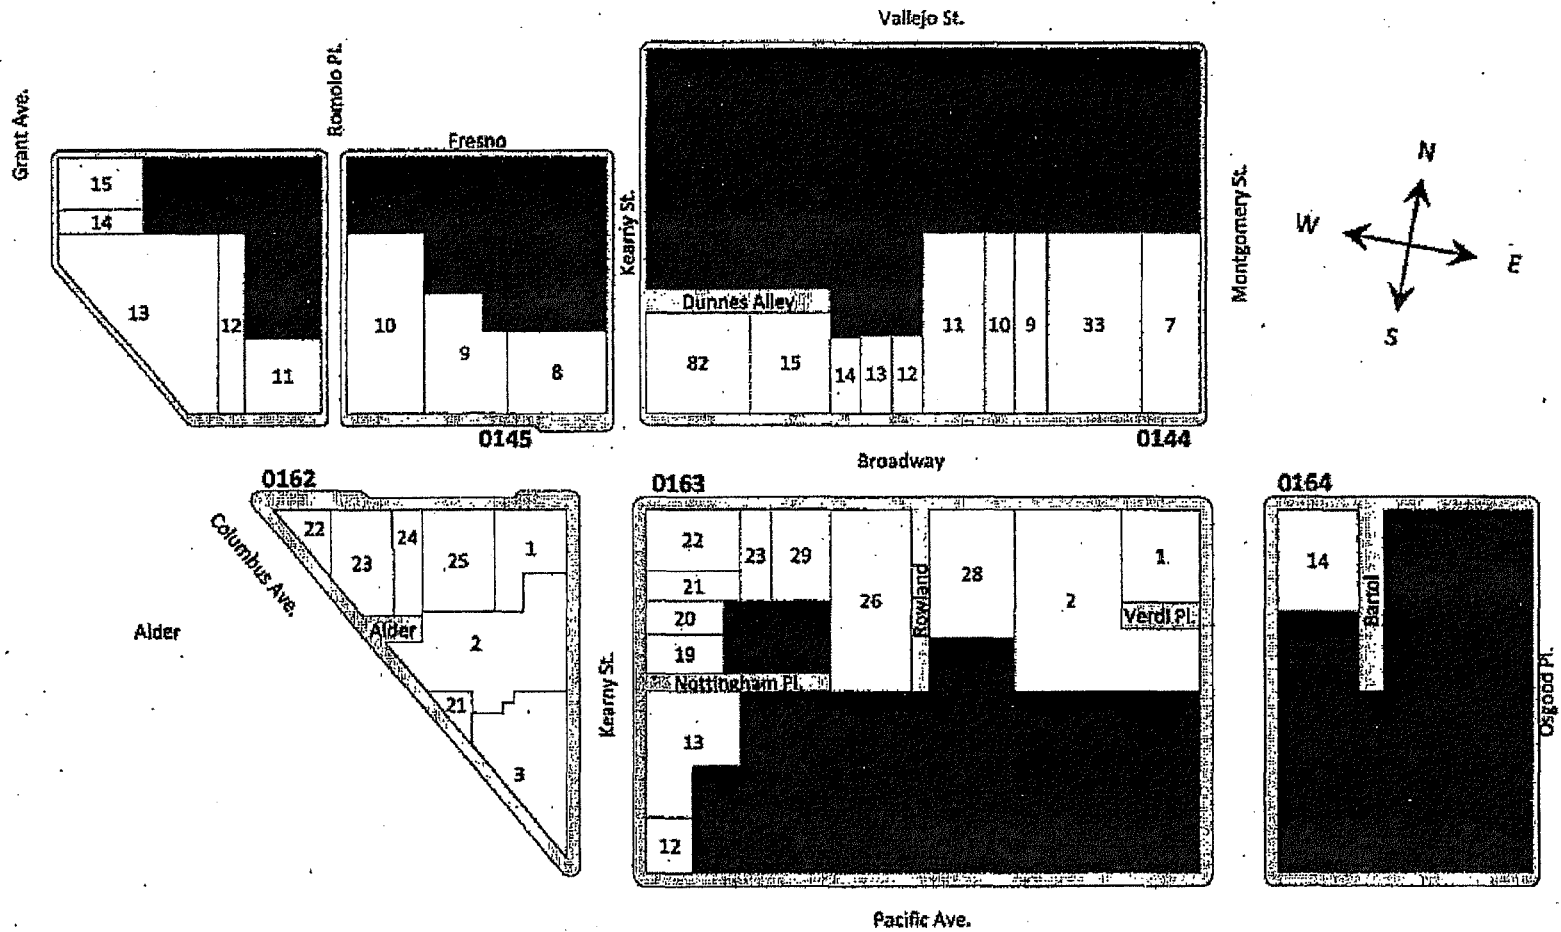 Vallejo St.
Grant Ave.
Romolo Pl.
Fresno
Kearny St.
Montgomery St.
N
W
E
S
15
14
13
12
11
10
9
8
Dunnes Alley
82
15
14
13
12
11
10
9
33
7
0145
0144
Broadway
0162
0163
0164
Columbus Ave.
22
23
24
25
1
Alder
Alder
2
21
3
Kearny St.
22
23
29
21
20
19
26
Rowland
28
2
1
Verdi Pl.
Nottingham Pl.
13
12
14
Bartol
Osgood Pl.
Pacific Ave.